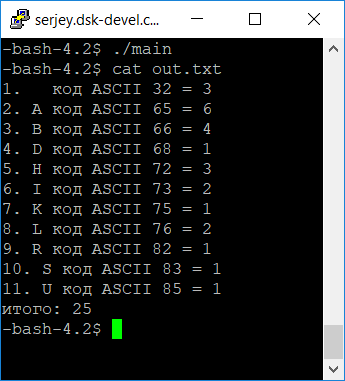 serjey.dsk-devel.c...
-bash-4.2$ ./main
-bash-4.2$ cat out.txt
1.   код ASCII 32 = 3
2. A код ASCII 65 = 6
3. B код ASCII 66 = 4
4. D код ASCII 68 = 1
5. H код ASCII 72 = 3
6. I код ASCII 73 = 2
7. K код ASCII 75 = 1
8. L код ASCII 76 = 2
9. R код ASCII 82 = 1
10. S код ASCII 83 = 1
11. U код ASCII 85 = 1
итого: 25
-bash-4.2$